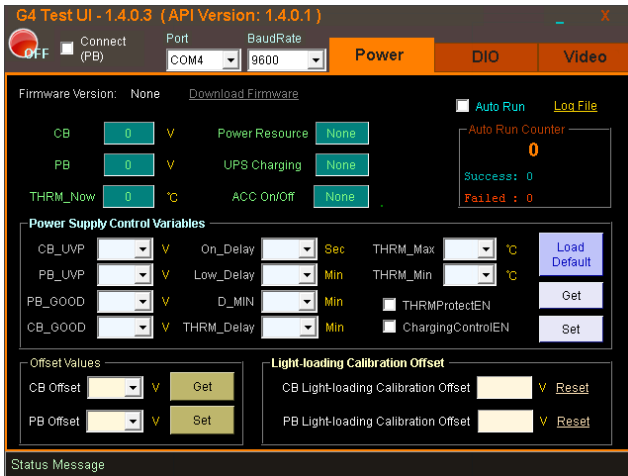 G4 Test UI - 1.4.0.3 ( API Version: 1.4.0.1 ) _ X
OFF Connect (PB) Port BaudRate
COM4 9600 Power DIO Video
Firmware Version: None Download Firmware
Auto Run Log File
CB 0 V Power Resource None
PB 0 V UPS Charging None
THRM_Now 0 ℃ ACC On/Off None
Auto Run Counter
0
Success: 0
Failed : 0
Power Supply Control Variables
CB_UVP V On_Delay Sec THRM_Max ℃ Load Default
PB_UVP V Low_Delay Min THRM_Min ℃
PB_GOOD V D_MIN Min THRMProtectEN Get
CB_GOOD V THRM_Delay Min ChargingControlEN Set
Offset Values
CB Offset V Get
PB Offset V Set
Light-loading Calibration Offset
CB Light-loading Calibration Offset V Reset
PB Light-loading Calibration Offset V Reset
Status Message